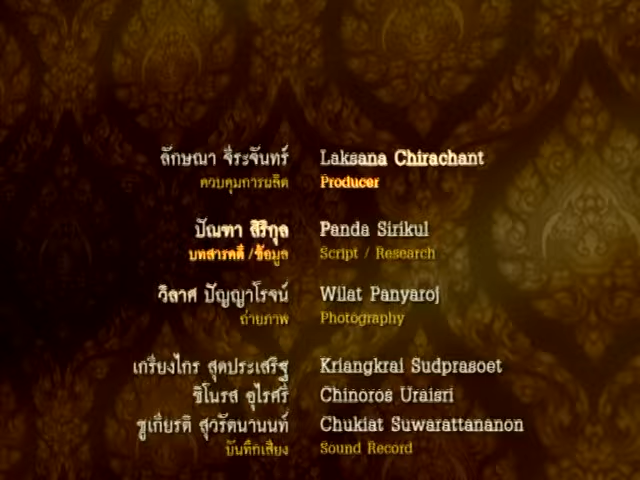 ลักษณา จีระจันทร์ Laksana Chirachant
ควบคุมการผลิต Producer
ปัณฑา สิริกุล Panda Sirikul
บทสารคดี / ข้อมูล Script / Research
วิลาศ ปัญญาโรจน์ Wilat Panyaroj
ถ่ายภาพ Photography
เกรียงไกร สุดประเสริฐ Kriangkrai Sudprasoet
ชิโนรส อุไรศรี Chinoros Uraisri
ชูเกียรติ สุวรัตนานนท์ Chukiat Suwarattananon
บันทึกเสียง Sound Record